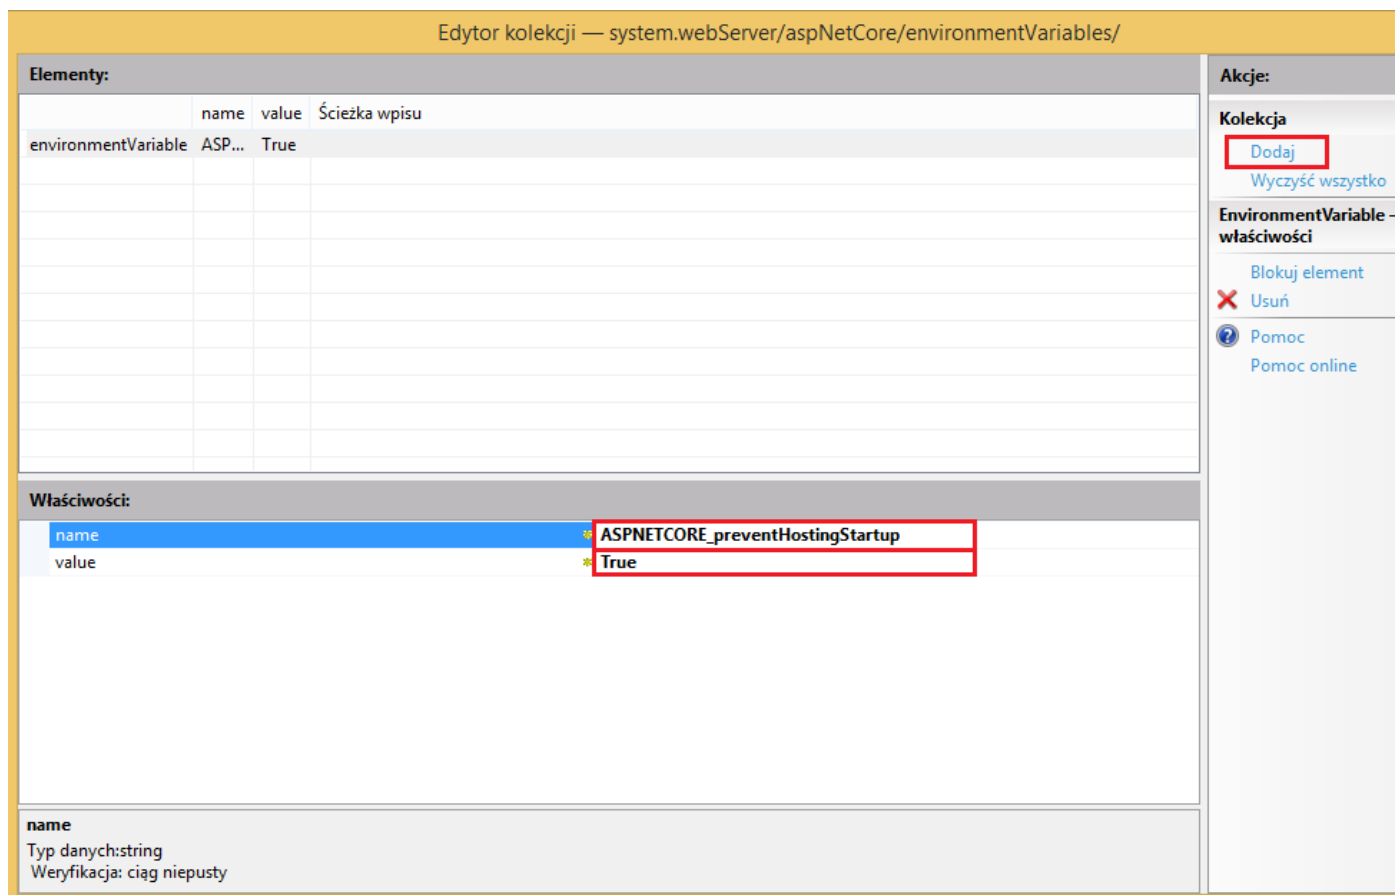 Edytor kolekcji — system.webServer/aspNetCore/environmentVariables/
Elementy:
name value Ścieżka wpisu
environmentVariable ASP... True
Właściwości:
name ASPNETCORE_preventHostingStartup
value True
name
Typ danych:string
Weryfikacja: ciąg niepusty
Akcje:
Kolekcja
Dodaj
Wyczyść wszystko
EnvironmentVariable -
właściwości
Blokuj element
Usuń
Pomoc
Pomoc online